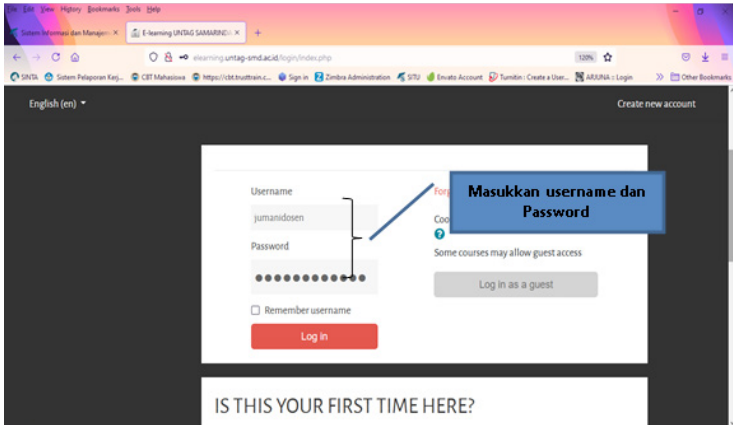 File Edit View History Bookmarks Tools Help
Sistem Informasi dan Manajem
E-learning UNTAG SAMARINDA
elearning.untag-smd.ac.id/login/index.php
120%
SINTA Sistem Pelaporan Kerj... CBT Mahasiswa https://cbt.trusttrain.c... Sign in Zimbra Administration SITU Envato Account Turnitin : Create a User... ARJUNA :: Login Other Bookmarks
English (en)
Create new account
Username
jumanidosen
Password
Remember username
Log in
Forg
Masukkan username dan
Password
Coo
Some courses may allow guest access
Log in as a guest
IS THIS YOUR FIRST TIME HERE?